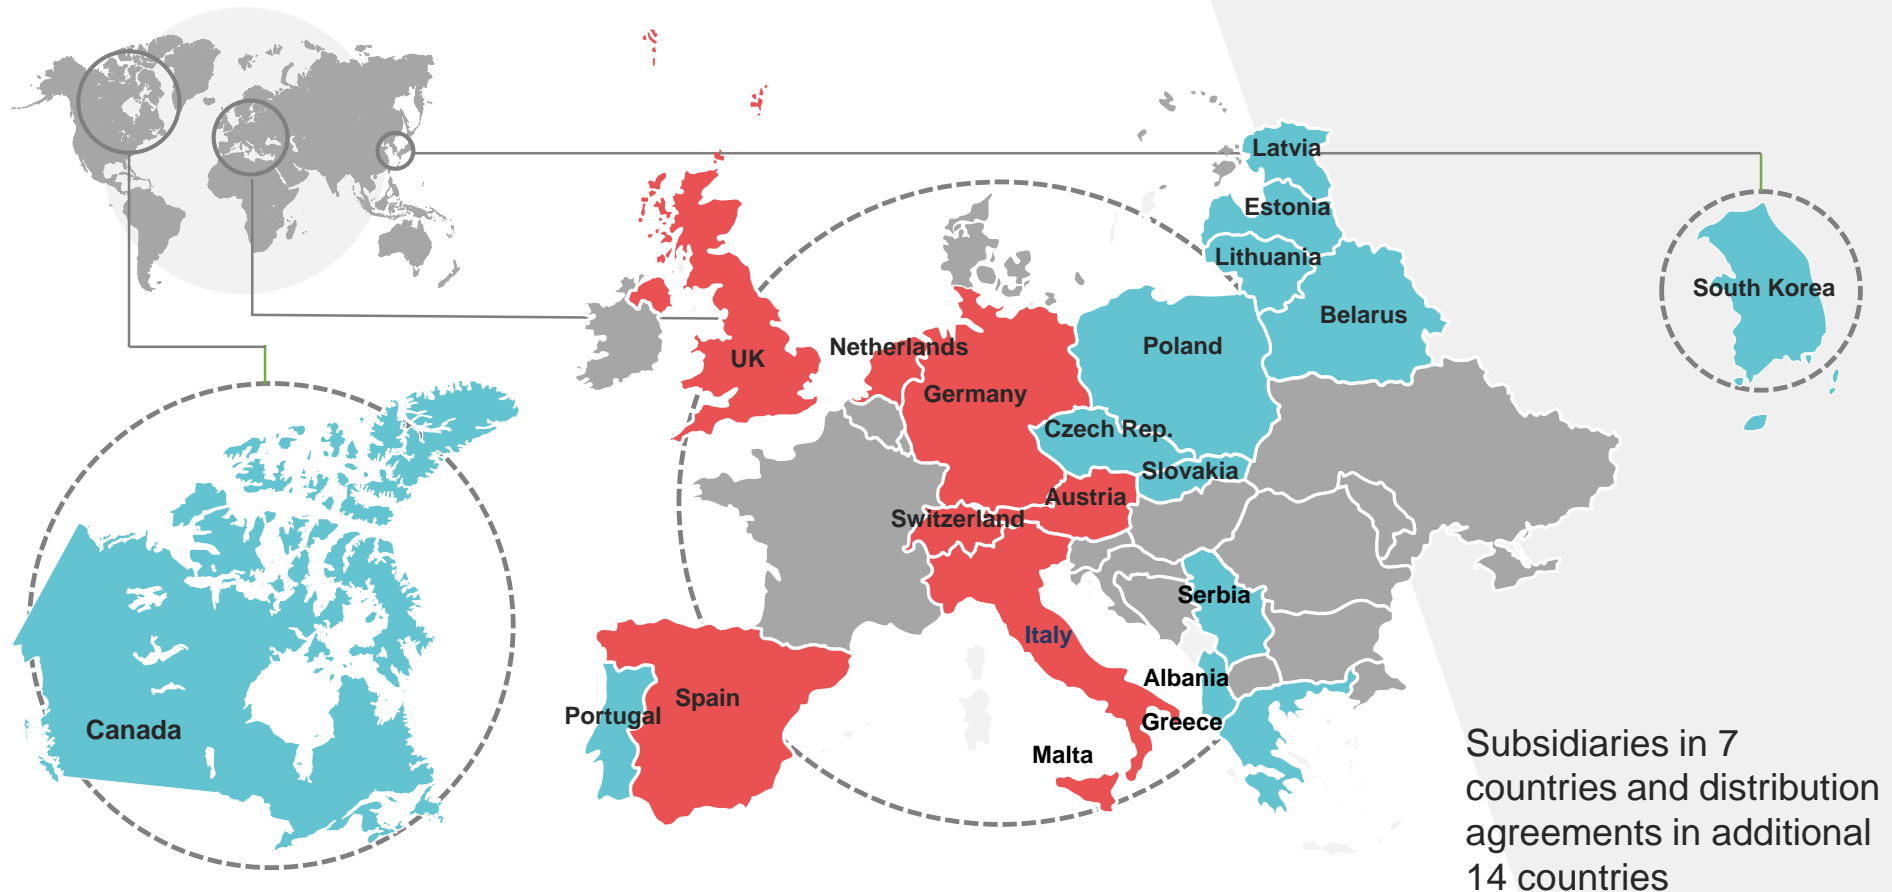 Latvia
Estonia
Lithuania
South Korea
Belarus
Netherlands
Poland
UK
Germany
Czech Rep.
Slovakia
Austria
Switzerland
Serbia
Italy
Albania
Spain
Portugal
Greece
Canada
Malta
Subsidiaries in 7
countries and distribution
agreements in additional
14 countries